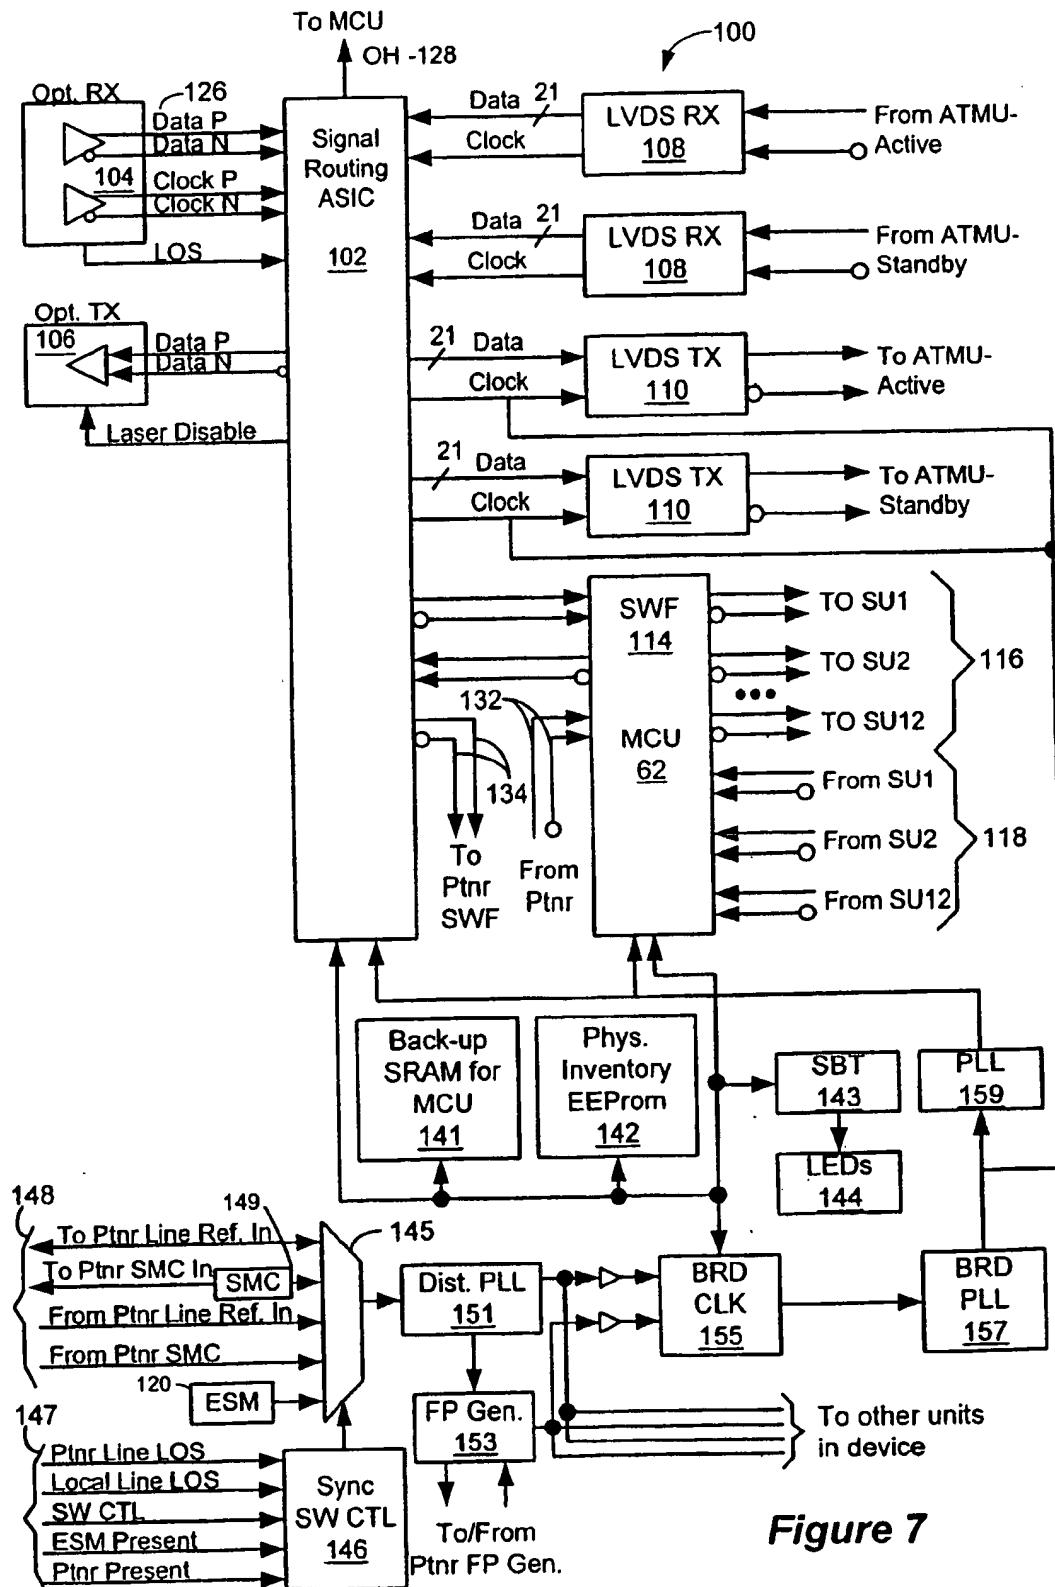 To MCU
OH -128
100
Opt. RX
126
Data P
Data N
104
Clock P
Clock N
LOS
Signal
Routing
ASIC
102
Data
21
Clock
LVDS RX
108
From ATMU-
Active
Data
21
Clock
LVDS RX
108
From ATMU-
Standby
Opt. TX
106
Data P
Data N
Laser Disable
21
Data
Clock
LVDS TX
110
To ATMU-
Active
21
Data
Clock
LVDS TX
110
To ATMU-
Standby
SWF
114
MCU
62
TO SU1
TO SU2
TO SU12
116
From SU1
From SU2
From SU12
118
132
134
To
Ptnr
SWF
From
Ptnr
Back-up
SRAM for
MCU
141
Phys.
Inventory
EEProm
142
SBT
143
LEDs
144
PLL
159
148
149
145
To Ptnr Line Ref. In
To Ptnr SMC In
SMC
From Ptnr Line Ref. In
From Ptnr SMC
120
ESM
147
Ptnr Line LOS
Local Line LOS
SW CTL
ESM Present
Ptnr Present
Sync
SW CTL
146
Dist. PLL
151
FP Gen.
153
To/From
Ptnr FP Gen.
BRD
CLK
155
BRD
PLL
157
To other units
in device
Figure 7